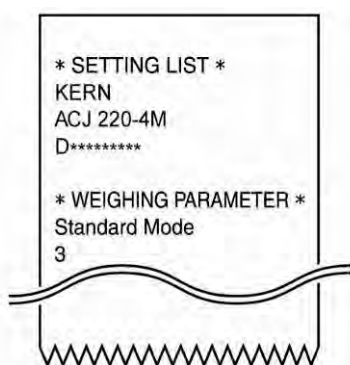 * SETTING LIST *
KERN
ACJ 220-4M
D*********
* WEIGHING PARAMETER *
Standard Mode
3